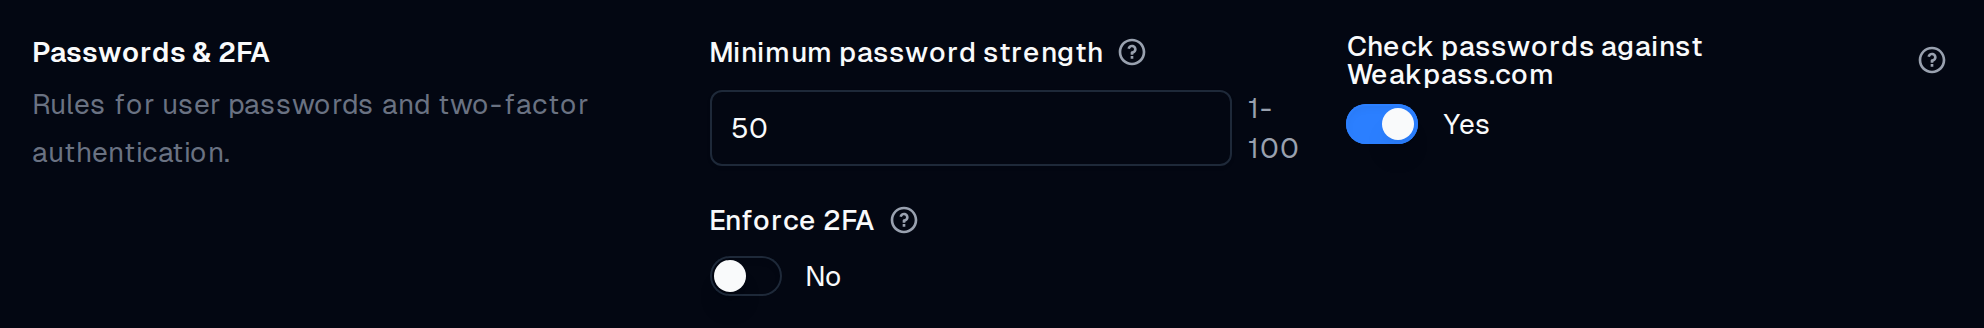 Passwords & 2FA
Rules for user passwords and two-factor
authentication.
Minimum password strength
50
1-
100
Check passwords against
Weakpass.com
Yes
Enforce 2FA
No